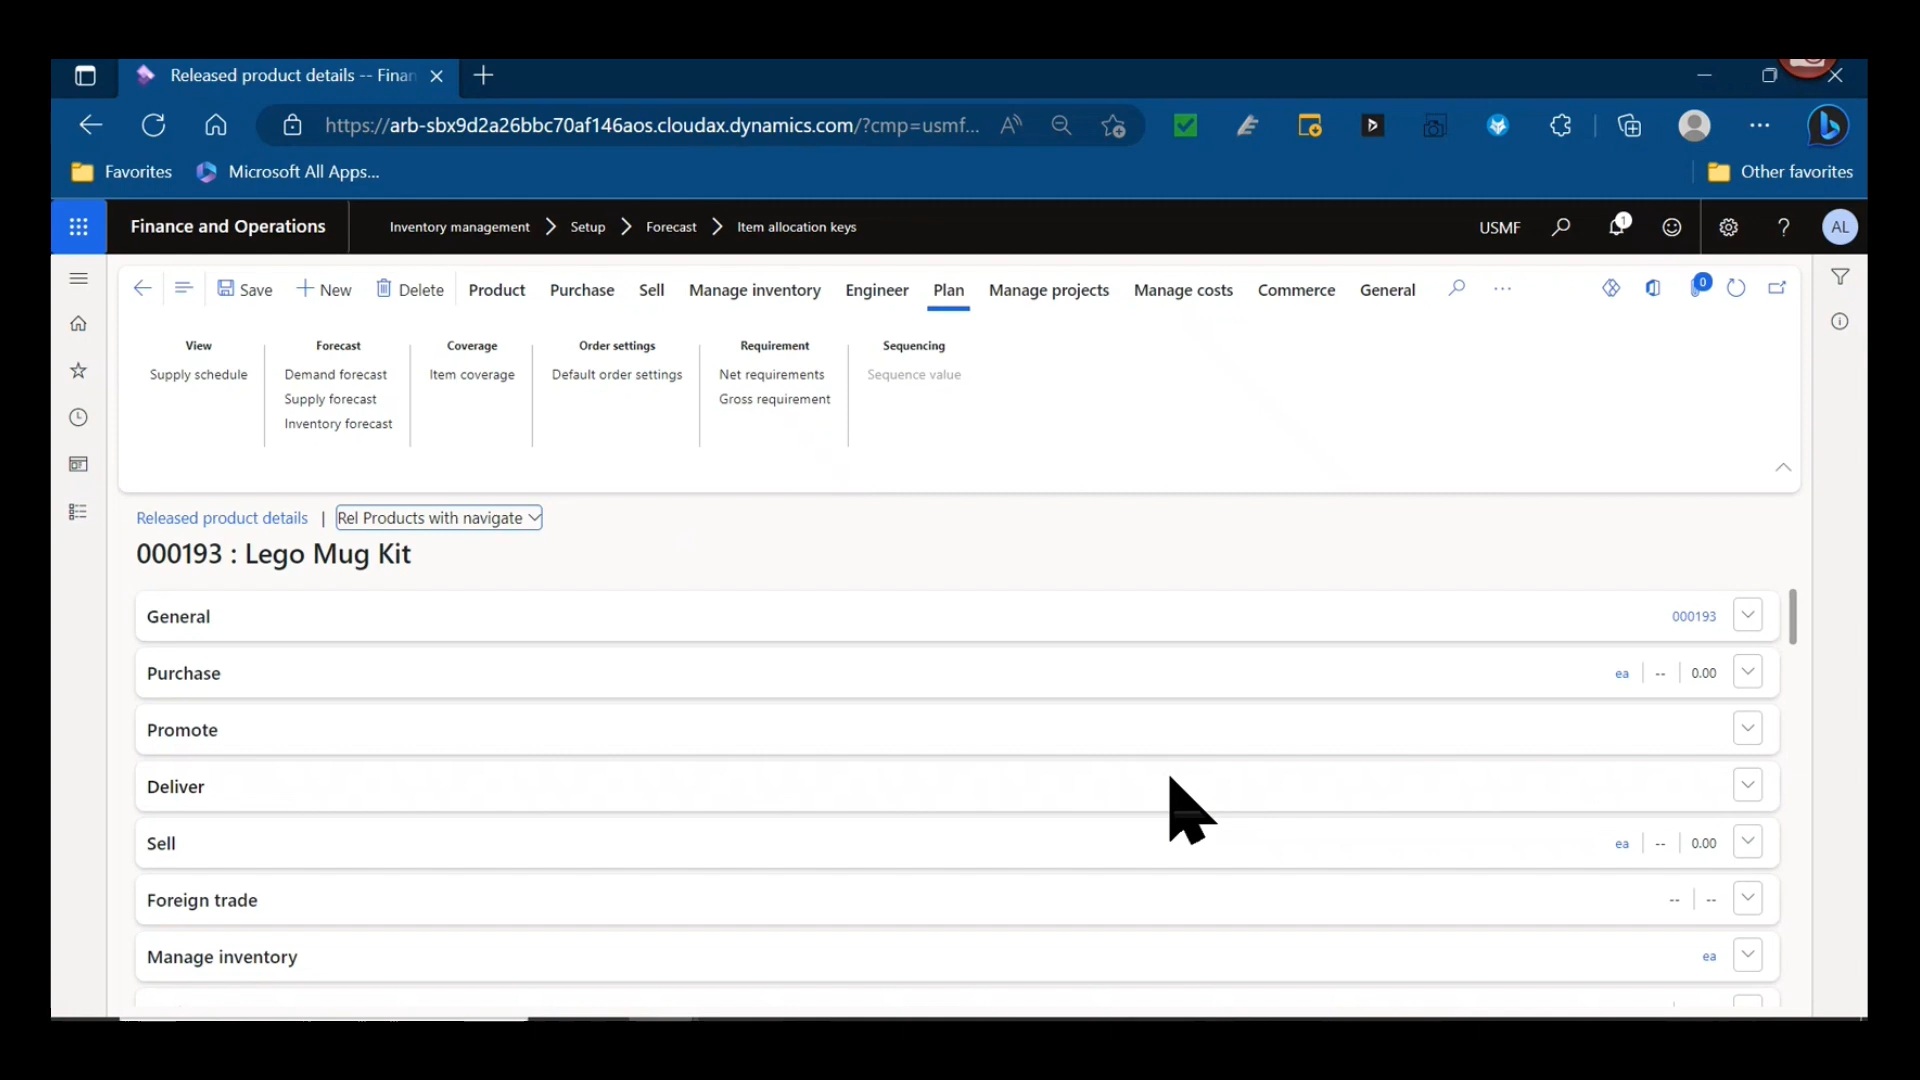 Released product details -- Finan
https://arb-sbx9d2a26bbc70af146aos.cloudax.dynamics.com/?cmp=usmf...
Favorites
Microsoft All Apps...
Other favorites
Finance and Operations
Inventory management
Setup
Forecast
Item allocation keys
USMF
1
?
AL
Save
New
Delete
Product
Purchase
Sell
Manage inventory
Engineer
Plan
Manage projects
Manage costs
Commerce
General
...
0
View
Forecast
Coverage
Order settings
Requirement
Sequencing
Supply schedule
Demand forecast
Item coverage
Default order settings
Net requirements
Sequence value
Supply forecast
Gross requirement
Inventory forecast
Released product details | Rel Products with navigate
000193 : Lego Mug Kit
General
000193
Purchase
ea | -- | 0.00
Promote
Deliver
Sell
ea | -- | 0.00
Foreign trade
-- | --
Manage inventory
ea